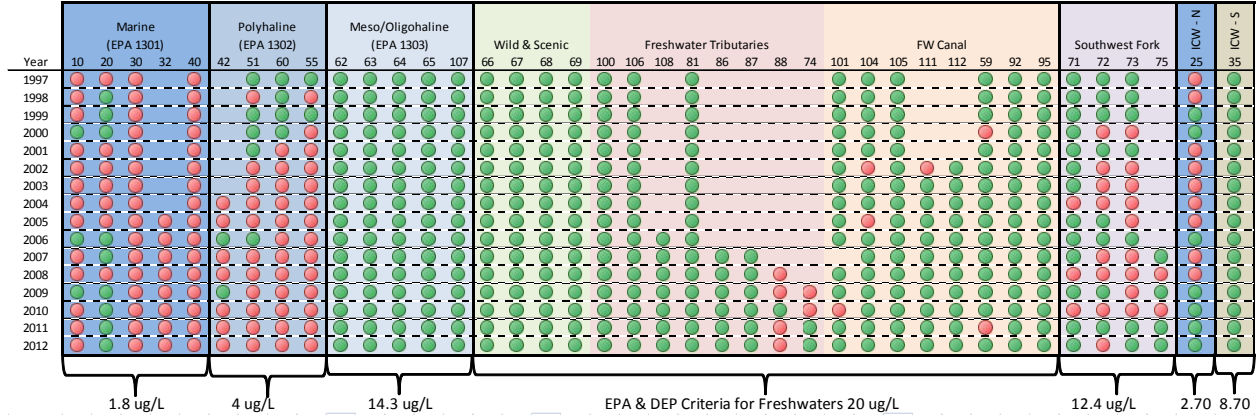 Marine
(EPA 1301)
Polyhaline
(EPA 1302)
Meso/Oligohaline
(EPA 1303)
Wild & Scenic
Freshwater Tributaries
FW Canal
Southwest Fork
ICW - N
ICW - S
Year 10 20 30 32 40 42 51 60 55 62 63 64 65 107 66 67 68 69 100 106 108 81 86 87 88 74 101 104 105 111 112 59 92 95 71 72 73 75 25 35
1997
1998
1999
2000
2001
2002
2003
2004
2005
2006
2007
2008
2009
2010
2011
2012
1.8 ug/L 4 ug/L 14.3 ug/L EPA & DEP Criteria for Freshwaters 20 ug/L 12.4 ug/L 2.70 8.70